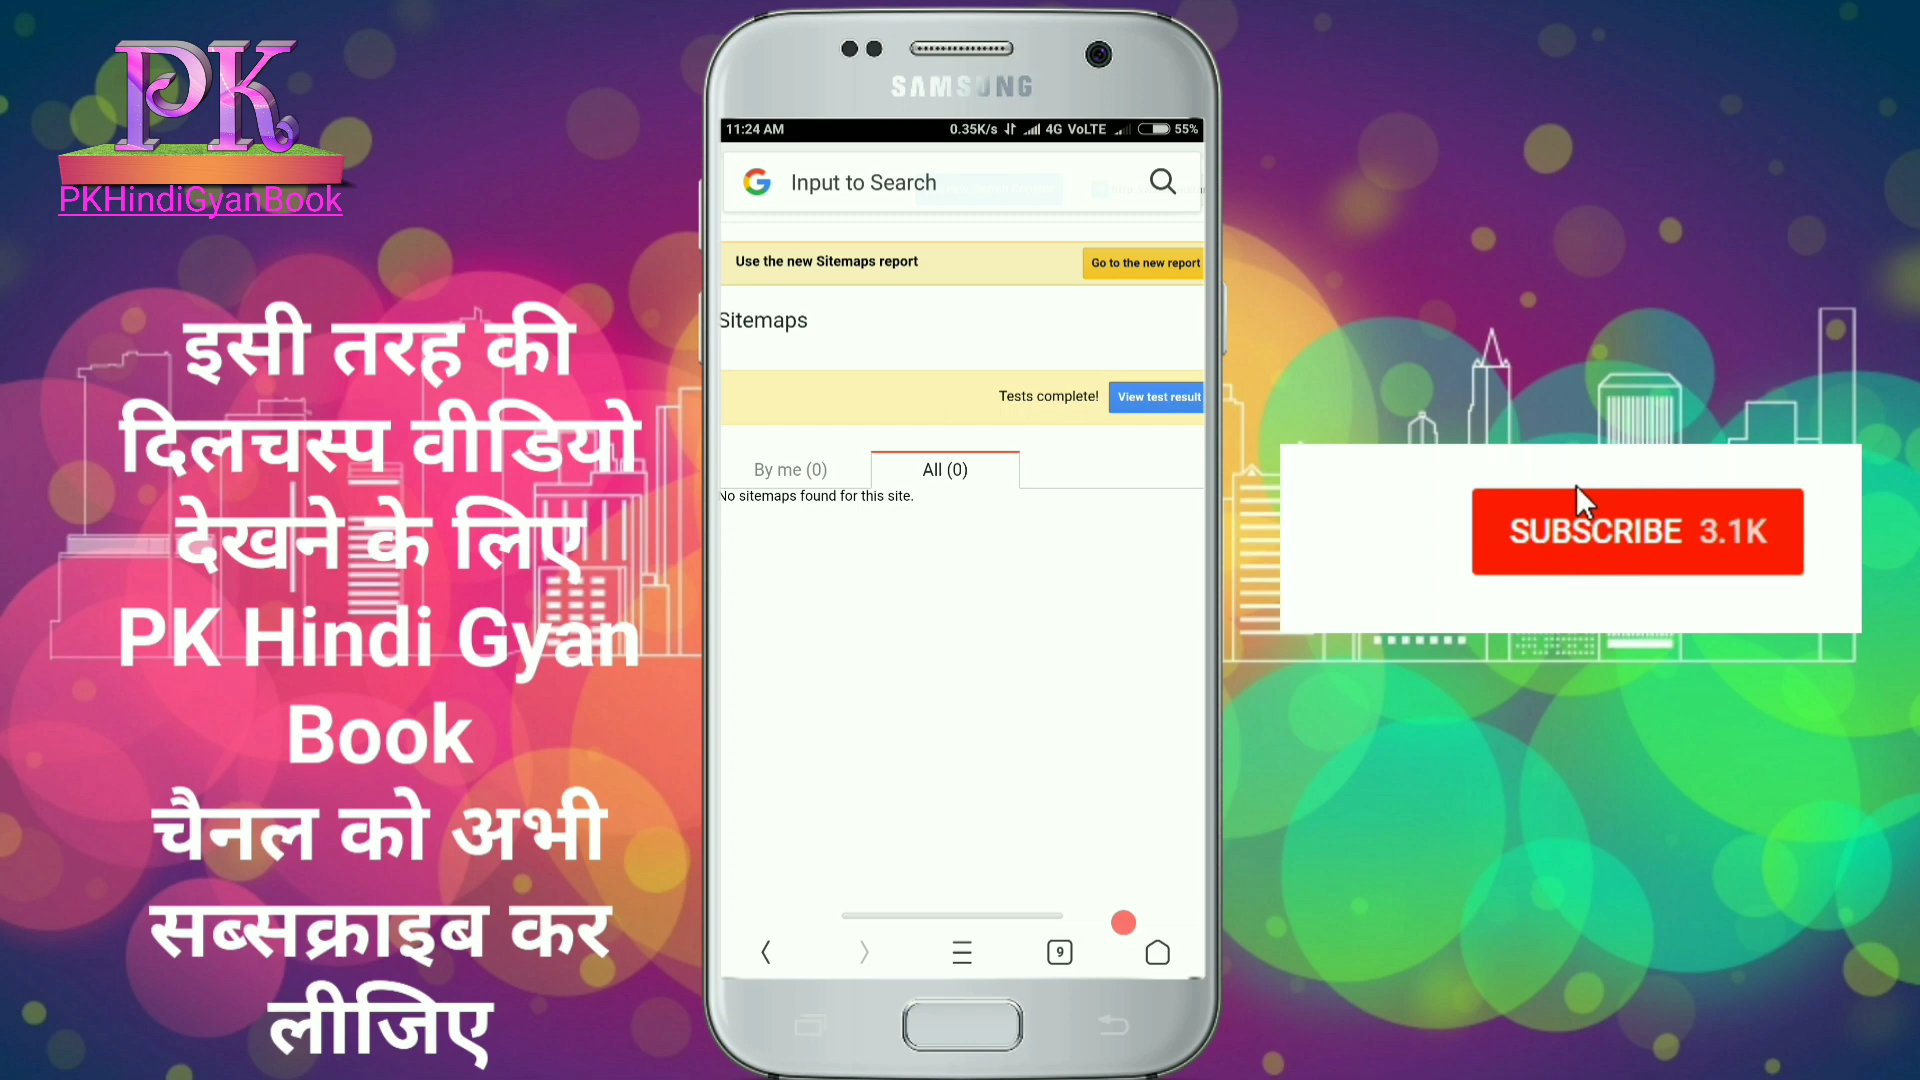 PK
PKHindiGyanBook
इसी तरह की
दिलचस्प वीडियो
देखने के लिए
PK Hindi Gyan
Book
चैनल को अभी
सब्सक्राइब कर
लीजिए
SAMSUNG
11:24 AM 0.35K/s 4G VoLTE 55%
Input to Search
Use the new Sitemaps report Go to the new report
Sitemaps
Tests complete! View test result
By me (0) All (0)
No sitemaps found for this site.
9
SUBSCRIBE 3.1K